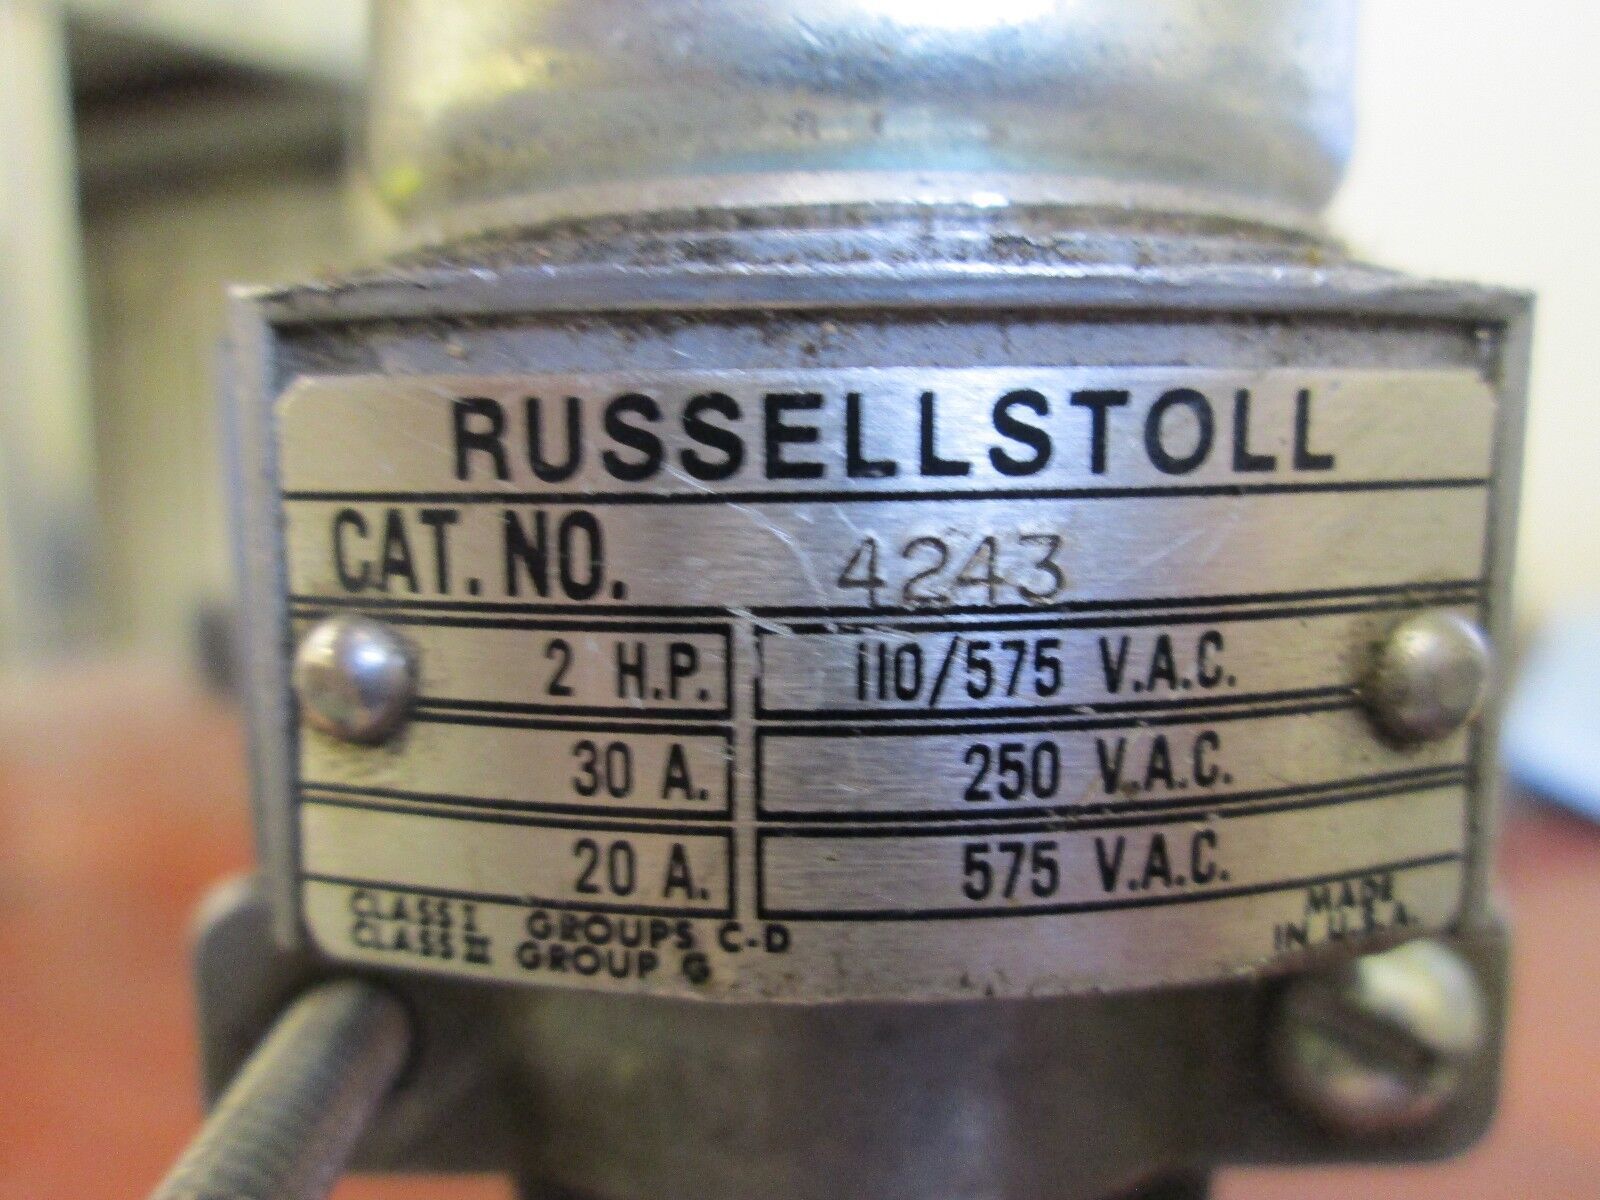 RUSSELLSTOLL
CAT. NO. 4243
2 H.P. 110/575 V.A.C.
30 A. 250 V.A.C.
20 A. 575 V.A.C.
CLASS I GROUPS C-D
CLASS II GROUP G
MADE
IN U.S.A.